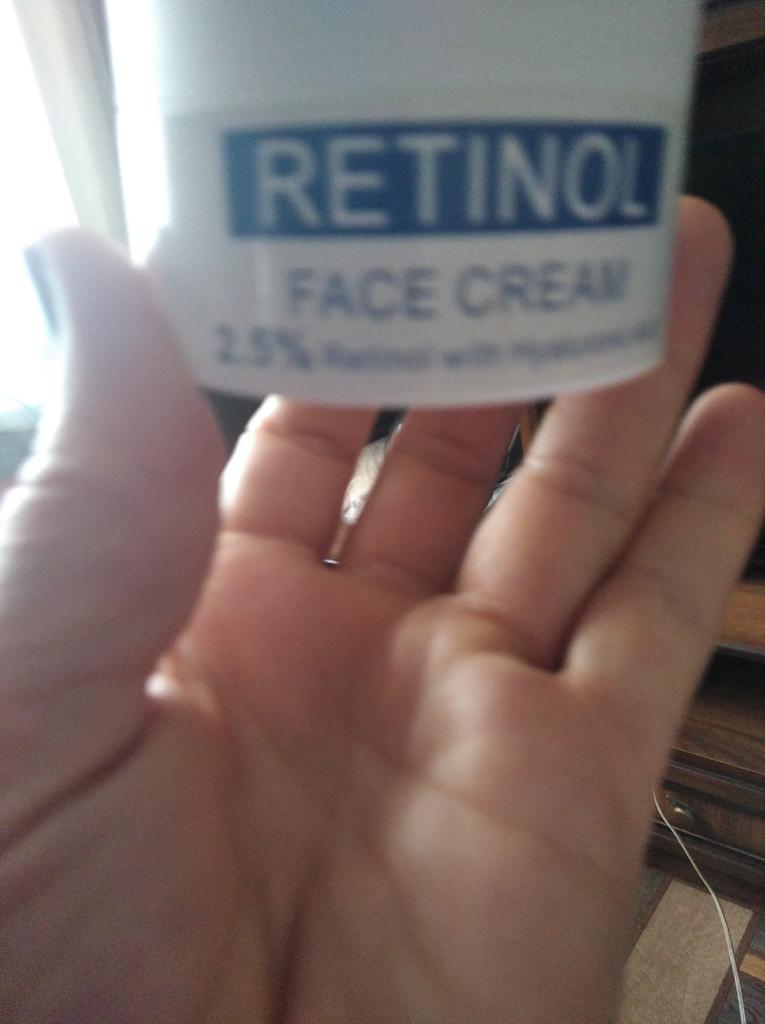 RETINOL
FACE CREAM
2.5% Retinol with